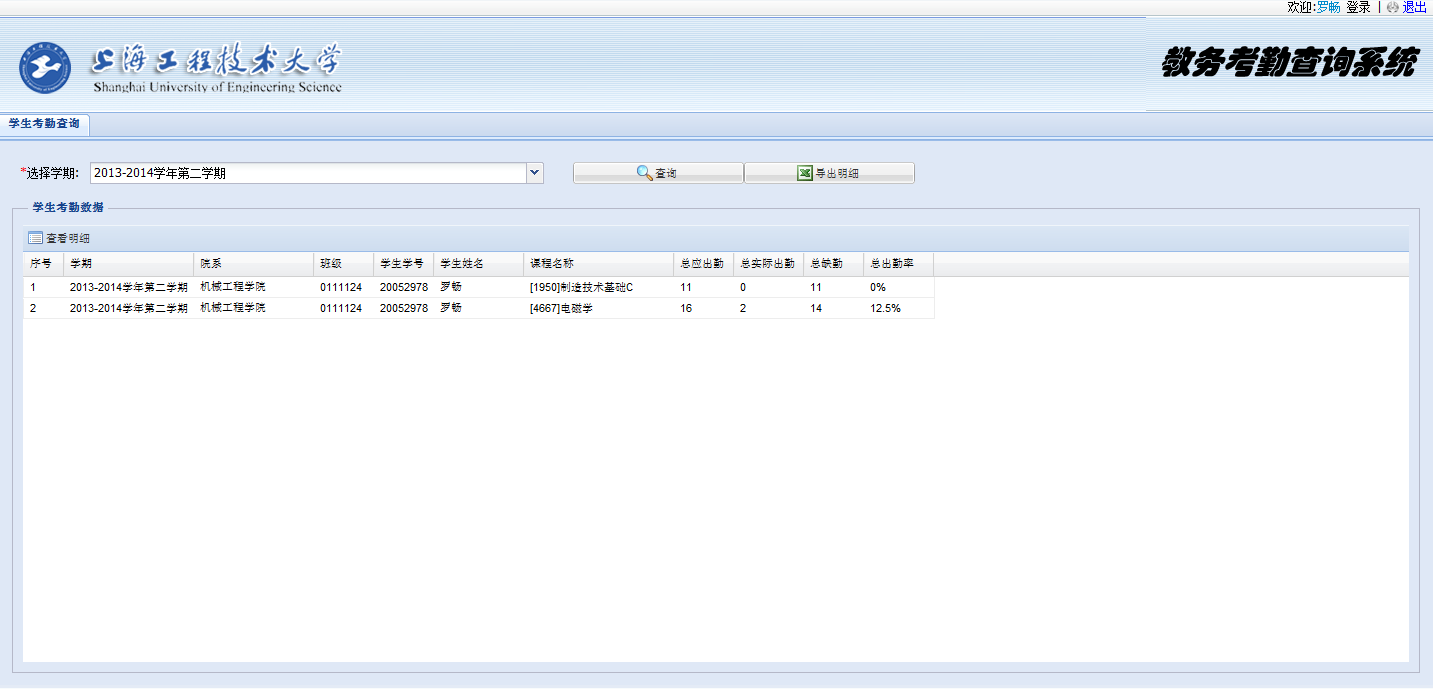 欢迎:罗畅 登录 | 退出
上海工程技术大学
Shanghai University of Engineering Science
教务考勤查询系统
学生考勤查询
*选择学期: 2013-2014学年第二学期 查询 导出明细
学生考勤数据
查看明细
序号 学期 院系 班级 学生学号 学生姓名 课程名称 总应出勤 总实际出勤 总缺勤 总出勤率
1 2013-2014学年第二学期 机械工程学院 0111124 20052978 罗畅 [1950]制造技术基础C 11 0 11 0%
2 2013-2014学年第二学期 机械工程学院 0111124 20052978 罗畅 [4667]电磁学 16 2 14 12.5%